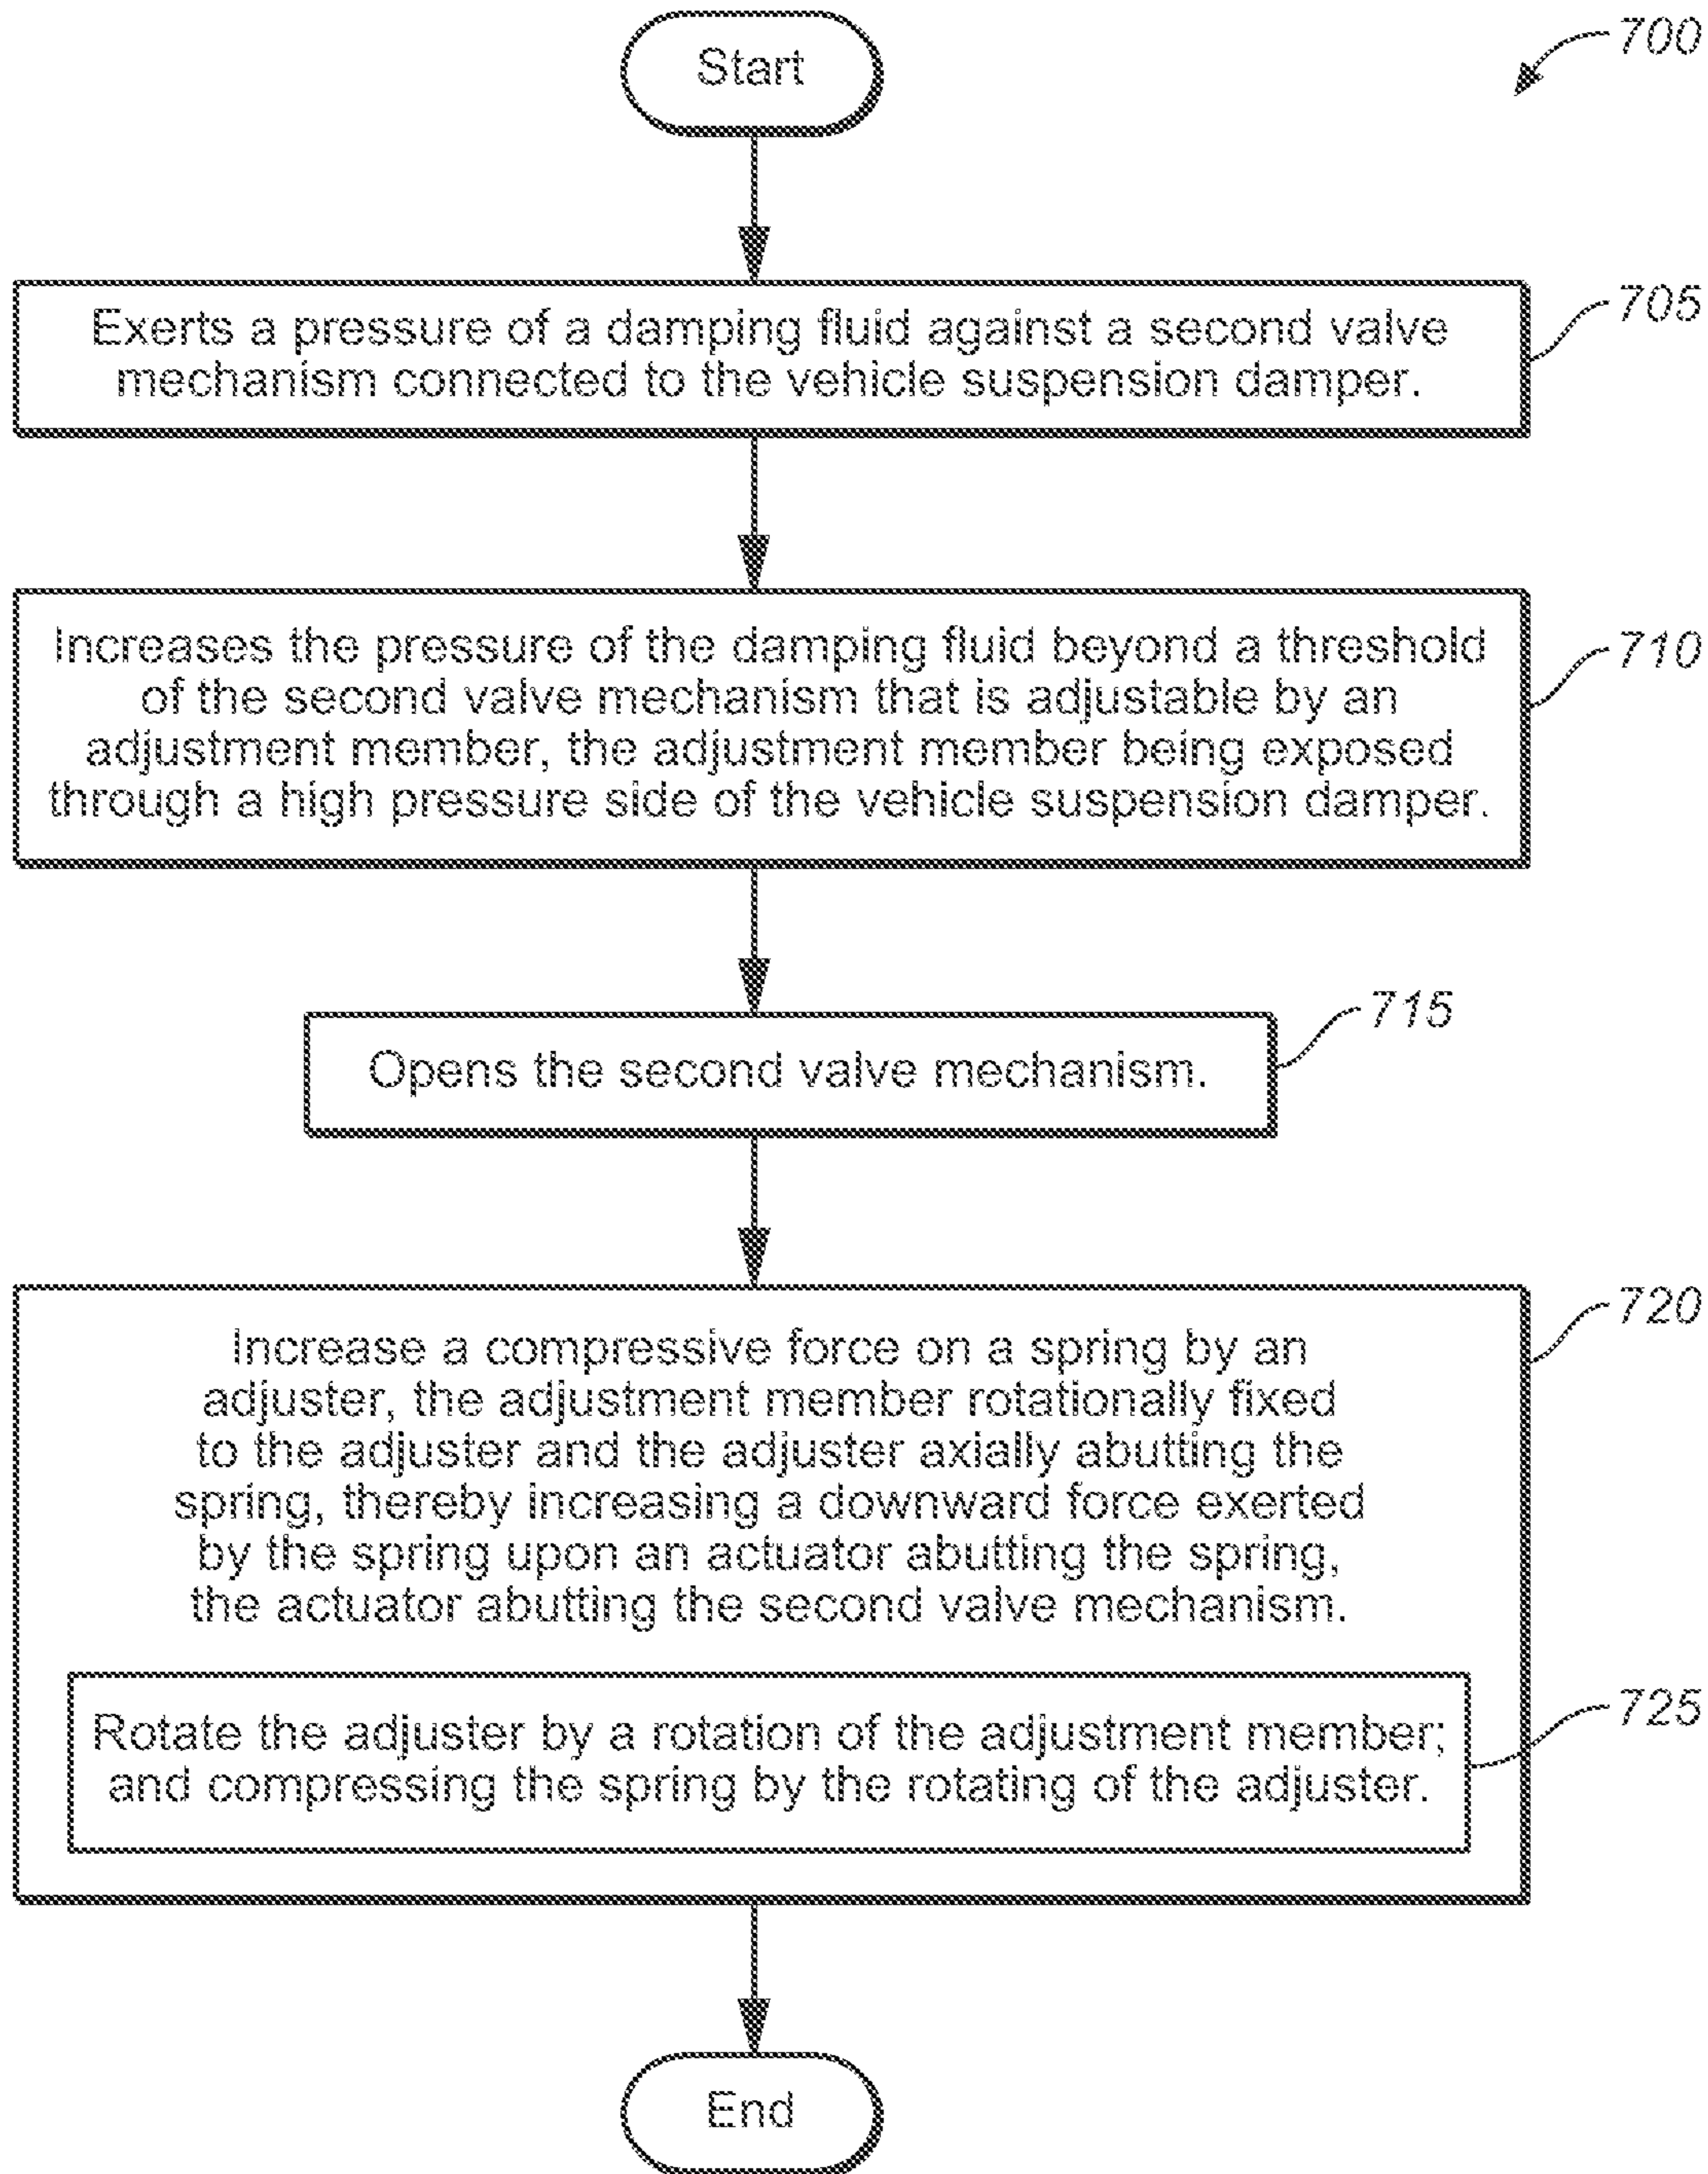 Start
700
Exerts a pressure of a damping fluid against a second valve
mechanism connected to the vehicle suspension damper.
705
Increases the pressure of the damping fluid beyond a threshold
of the second valve mechanism that is adjustable by an
adjustment member, the adjustment member being exposed
through a high pressure side of the vehicle suspension damper.
710
Opens the second valve mechanism.
715
Increase a compressive force on a spring by an
adjuster, the adjustment member rotationally fixed
to the adjuster and the adjuster axially abutting the
spring, thereby increasing a downward force exerted
by the spring upon an actuator abutting the spring,
the actuator abutting the second valve mechanism.
720
Rotate the adjuster by a rotation of the adjustment member;
and compressing the spring by the rotating of the adjuster.
725
End